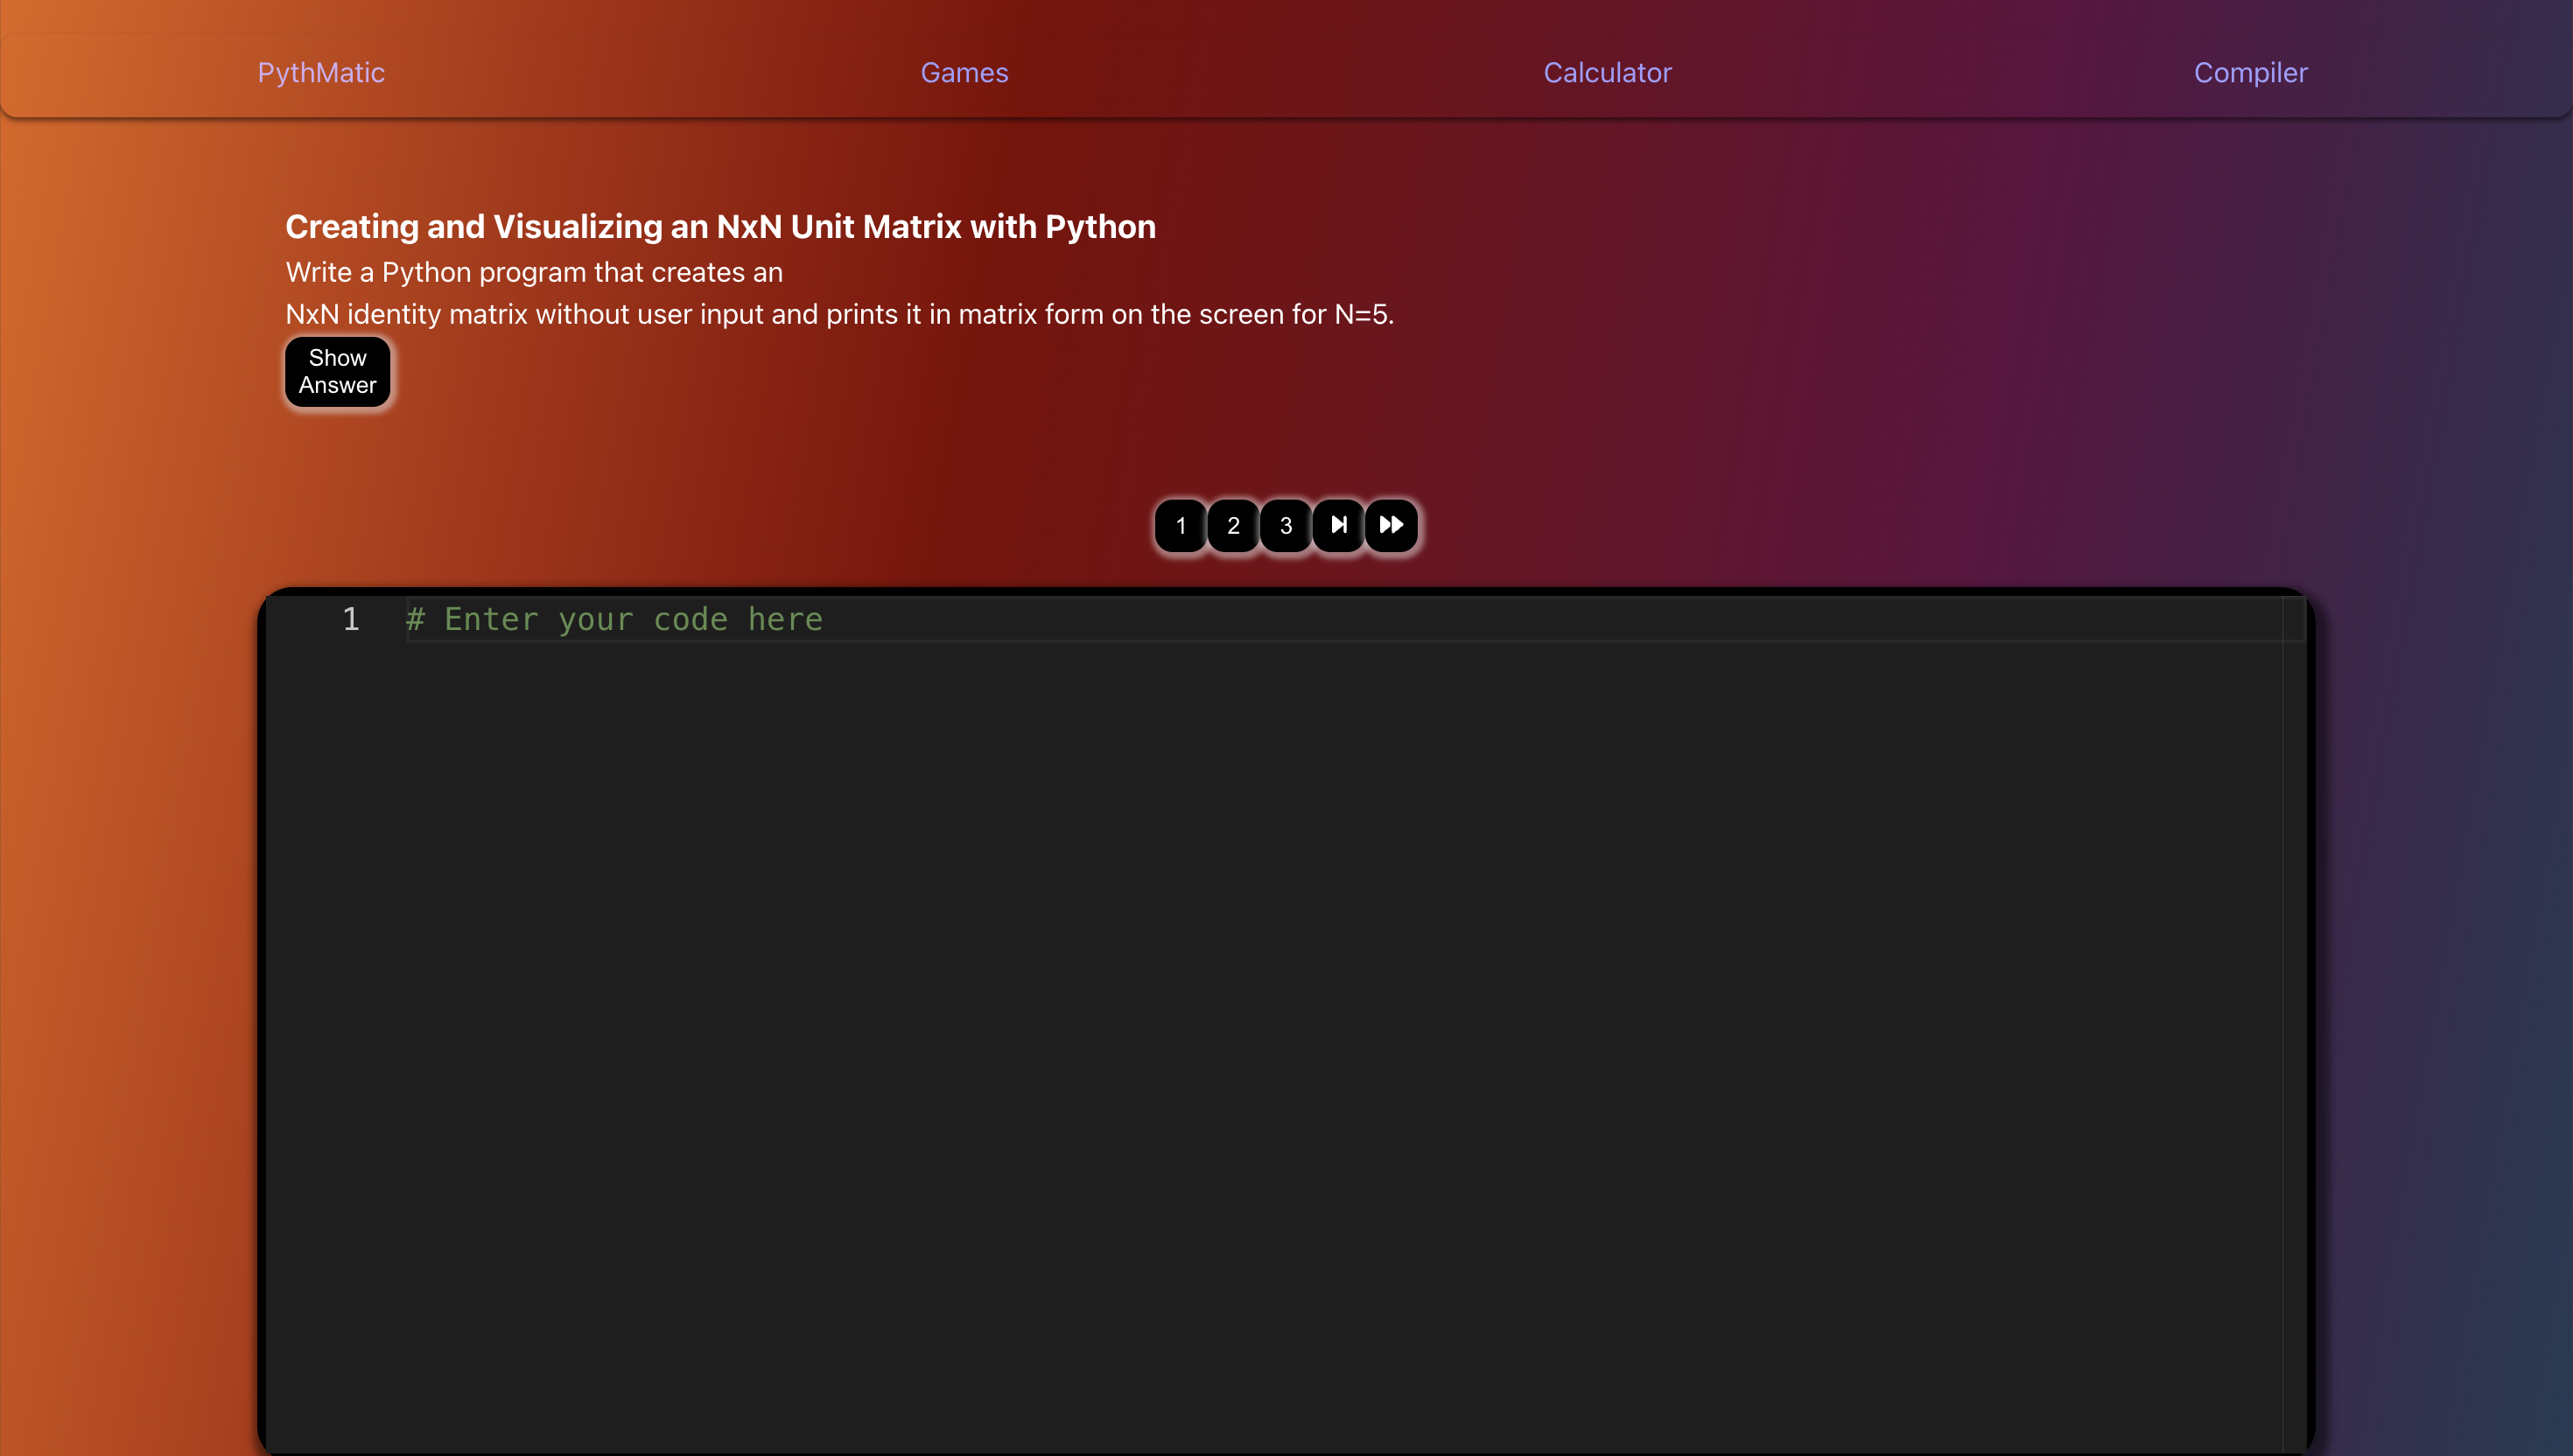 PythMatic Games Calculator Compiler
Creating and Visualizing an NxN Unit Matrix with Python
Write a Python program that creates an
NxN identity matrix without user input and prints it in matrix form on the screen for N=5.
Show
Answer
1 2 3
1 # Enter your code here